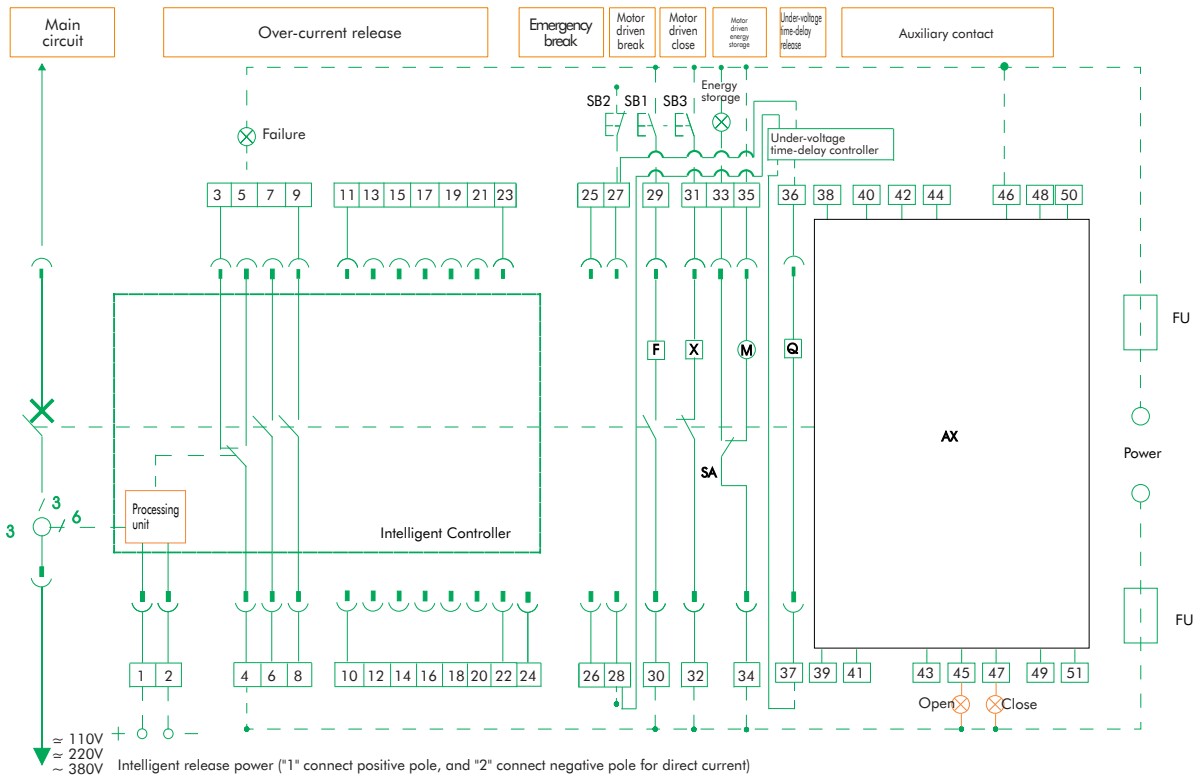 Main
circuit
Over-current release
Emergency
break
Motor
driven
break
Motor
driven
close
Motor
driven
energy
storage
Under-voltage
time-delay
release
Auxiliary contact
Energy
storage
SB2 SB1 SB3
Failure
Under-voltage
time-delay controller
3 5 7 9 11 13 15 17 19 21 23 25 27 29 31 33 35 36 38 40 42 44 46 48 50
FU
F X M Q
AX
Power
SA
3
3 6
Processing
unit
Intelligent Controller
FU
1 2 4 6 8 10 12 14 16 18 20 22 24 26 28 30 32 34 37 39 41 43 45 47 49 51
Open Close
+ −
≃ 110V
≃ 220V
~ 380V
Intelligent release power ("1" connect positive pole, and "2" connect negative pole for direct current)